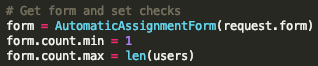 # Get form and set checks
form = AutomaticAssignmentForm(request.form)
form.count.min = 1
form.count.max = len(users)